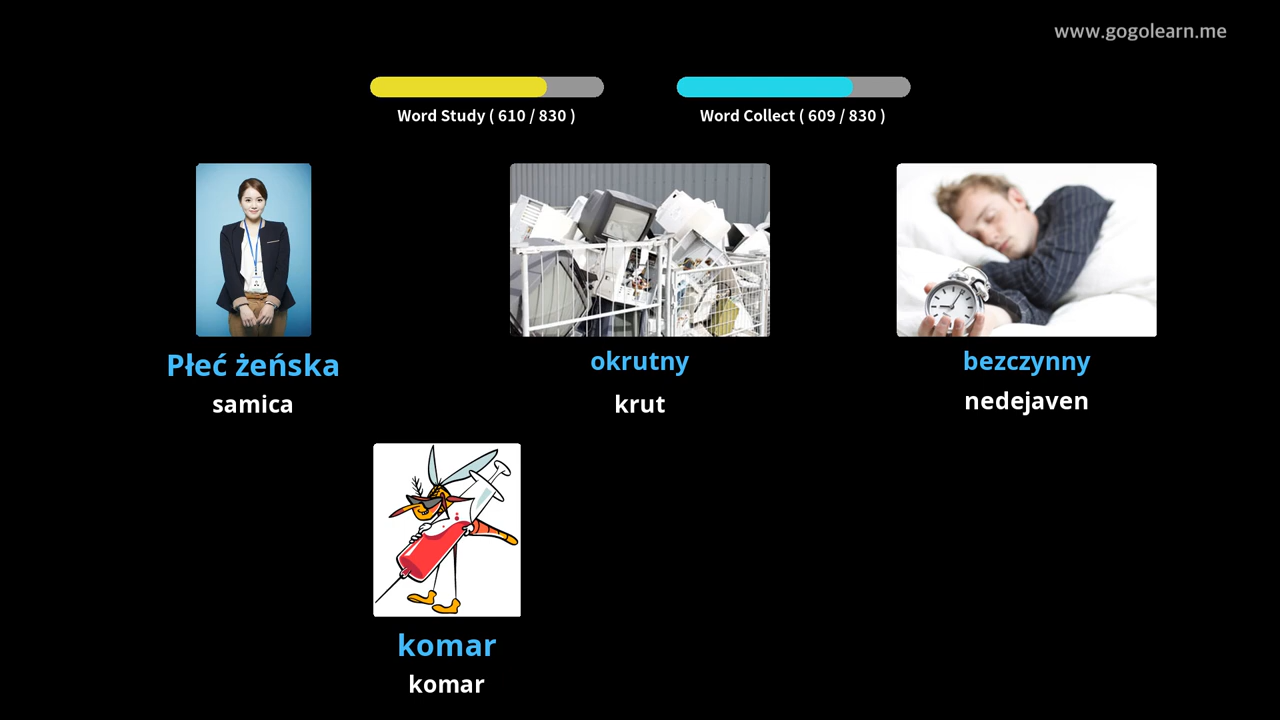 www.gogolearn.me
Word Study ( 610 / 830 )
Word Collect ( 609 / 830 )
Płeć żeńska
samica
okrutny
krut
bezczynny
nedejaven
komar
komar